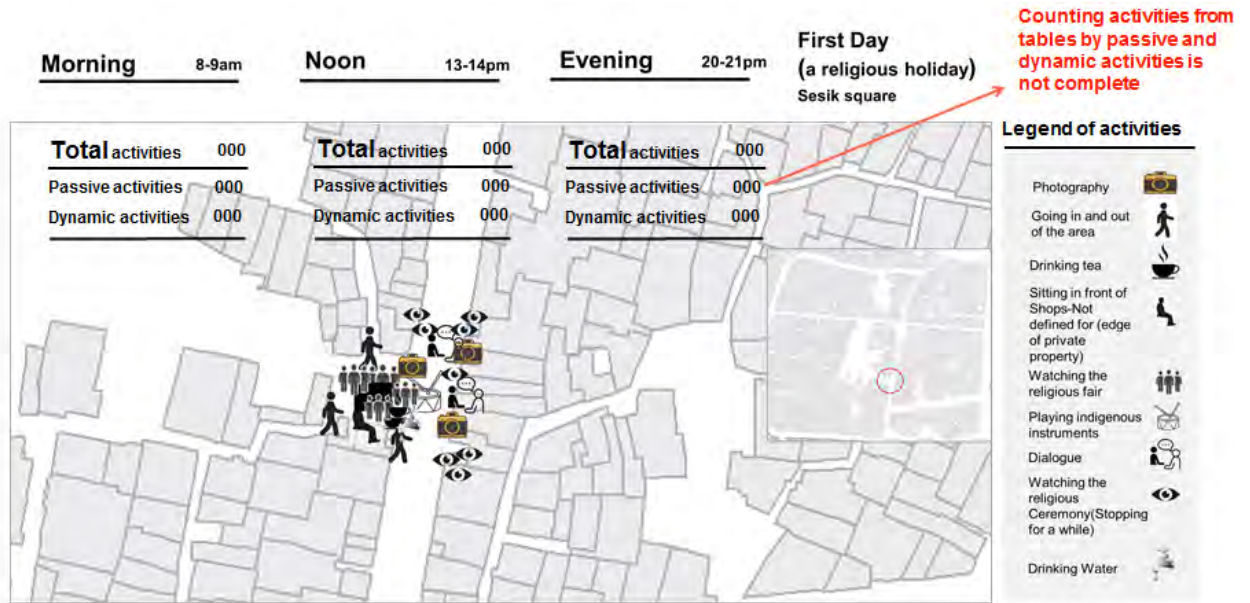 Morning 8-9am
Noon 13-14pm
Evening 20-21pm
First Day
(a religious holiday)
Sesik square
Counting activities from
tables by passive and
dynamic activities is
not complete
Total activities 000
Passive activities 000
Dynamic activities 000
Total activities 000
Passive activities 000
Dynamic activities 000
Total activities 000
Passive activities 000
Dynamic activities 000
Legend of activities
Photography
Going in and out
of the area
Drinking tea
Sitting in front of
Shops-Not
defined for (edge
of private
property)
Watching the
religious fair
Playing indigenous
instruments
Dialogue
Watching the
religious
Ceremony(Stopping
for a while)
Drinking Water